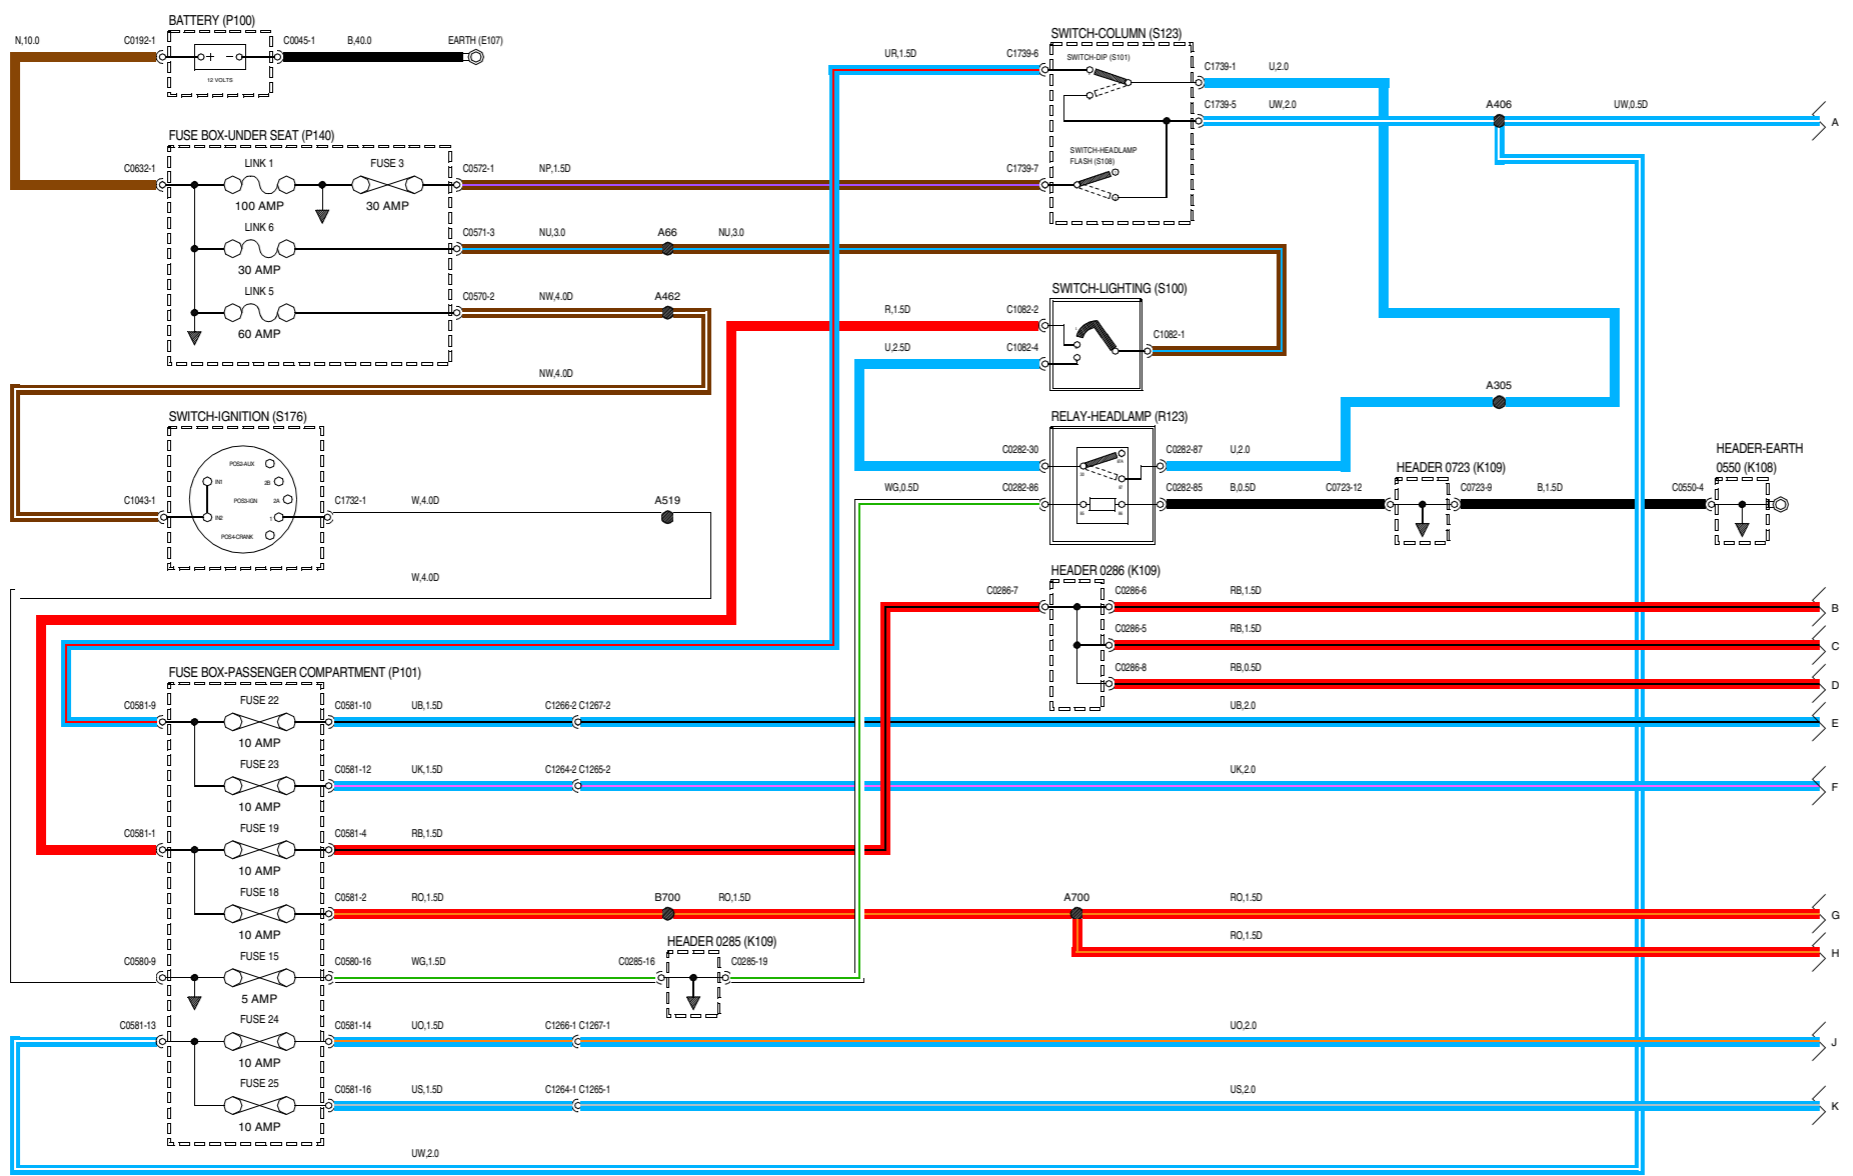 BATTERY (P100)
N,10.0 C0192-1 C0045-1 B,40.0 EARTH (E107)
+ −
12 VOLTS
SWITCH-COLUMN (S123)
UR,1.5D C1739-6 SWITCH-DIP (S101) C1739-1 U,2.0
C1739-5 UW,2.0 A406 UW,0.5D
A
FUSE BOX-UNDER SEAT (P140)
C0632-1 LINK 1 FUSE 3 C0572-1 NP,1.5D C1739-7
SWITCH-HEADLAMP
FLASH (S108)
100 AMP 30 AMP
LINK 6 C0571-3 NU,3.0 A66 NU,3.0
30 AMP
LINK 5 C0570-2 NW,4.0D A462
60 AMP
SWITCH-LIGHTING (S100)
R,1.5D C1082-2
C1082-1
U,2.5D C1082-4
NW,4.0D
A305
SWITCH-IGNITION (S176)
POS2-AUX
IN1 2B
POS3-IGN 2A
IN2 1
POS4-CRANK
C1043-1 C1732-1 W,4.0D A519
W,4.0D
RELAY-HEADLAMP (R123)
C0282-30 C0282-87 U,2.0
WG,0.5D C0282-86 C0282-85 B,0.5D C0723-12
HEADER 0723 (K109)
C0723-9 B,1.5D C0550-4
HEADER-EARTH
0550 (K108)
HEADER 0286 (K109)
C0286-7 C0286-6 RB,1.5D
B
C0286-5 RB,1.5D
C
C0286-8 RB,0.5D
D
FUSE BOX-PASSENGER COMPARTMENT (P101)
C0581-9 FUSE 22 C0581-10 UB,1.5D C1266-2 C1267-2 UB,2.0
E
10 AMP
FUSE 23 C0581-12 UK,1.5D C1264-2 C1265-2 UK,2.0
F
10 AMP
C0581-1 FUSE 19 C0581-4 RB,1.5D
10 AMP
FUSE 18 C0581-2 RO,1.5D B700 RO,1.5D A700 RO,1.5D
G
10 AMP
RO,1.5D
H
HEADER 0285 (K109)
C0580-9 FUSE 15 C0580-16 WG,1.5D C0285-16 C0285-19
5 AMP
C0581-13 FUSE 24 C0581-14 UO,1.5D C1266-1 C1267-1 UO,2.0
J
10 AMP
FUSE 25 C0581-16 US,1.5D C1264-1 C1265-1 US,2.0
K
10 AMP
UW,2.0